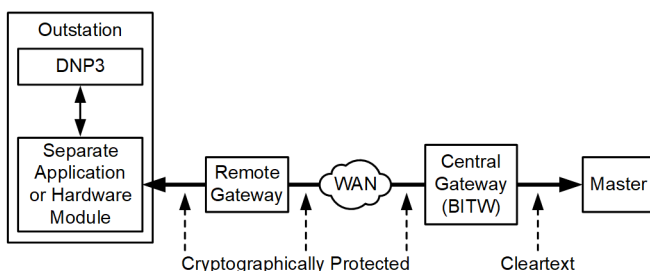 Outstation
DNP3
Separate
Application
or Hardware
Module
Remote
Gateway
WAN
Central
Gateway
(BITW)
Master
Cryptographically Protected
Cleartext